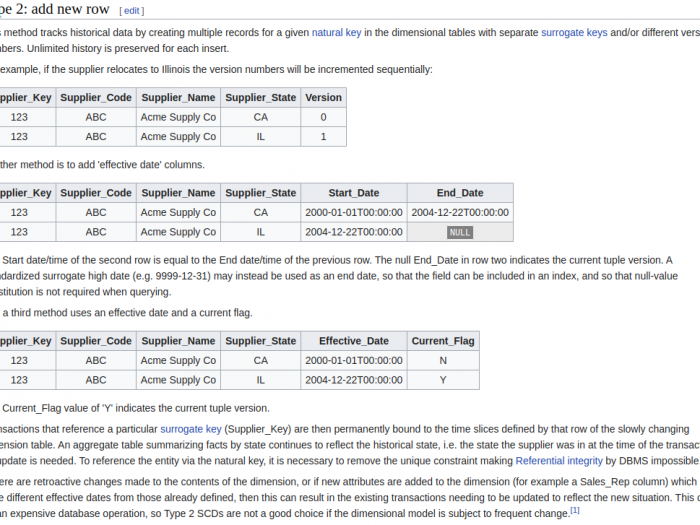 pe 2: add new row [ edit ]
s method tracks historical data by creating multiple records for a given natural key in the dimensional tables with separate surrogate keys and/or different vers
mbers. Unlimited history is preserved for each insert.
example, if the supplier relocates to Illinois the version numbers will be incremented sequentially:
pplier_Key Supplier_Code Supplier_Name Supplier_State Version
123 ABC Acme Supply Co CA 0
123 ABC Acme Supply Co IL 1
ther method is to add 'effective date' columns.
pplier_Key Supplier_Code Supplier_Name Supplier_State Start_Date End_Date
123 ABC Acme Supply Co CA 2000-01-01T00:00:00 2004-12-22T00:00:00
123 ABC Acme Supply Co IL 2004-12-22T00:00:00 NULL
Start date/time of the second row is equal to the End date/time of the previous row. The null End_Date in row two indicates the current tuple version. A
ndardized surrogate high date (e.g. 9999-12-31) may instead be used as an end date, so that the field can be included in an index, and so that null-value
stitution is not required when querying.
a third method uses an effective date and a current flag.
pplier_Key Supplier_Code Supplier_Name Supplier_State Effective_Date Current_Flag
123 ABC Acme Supply Co CA 2000-01-01T00:00:00 N
123 ABC Acme Supply Co IL 2004-12-22T00:00:00 Y
Current_Flag value of 'Y' indicates the current tuple version.
nsactions that reference a particular surrogate key (Supplier_Key) are then permanently bound to the time slices defined by that row of the slowly changing
ension table. An aggregate table summarizing facts by state continues to reflect the historical state, i.e. the state the supplier was in at the time of the transac
update is needed. To reference the entity via the natural key, it is necessary to remove the unique constraint making Referential integrity by DBMS impossible
ere are retroactive changes made to the contents of the dimension, or if new attributes are added to the dimension (for example a Sales_Rep column) which
e different effective dates from those already defined, then this can result in the existing transactions needing to be updated to reflect the new situation. This c
an expensive database operation, so Type 2 SCDs are not a good choice if the dimensional model is subject to frequent change.[1]